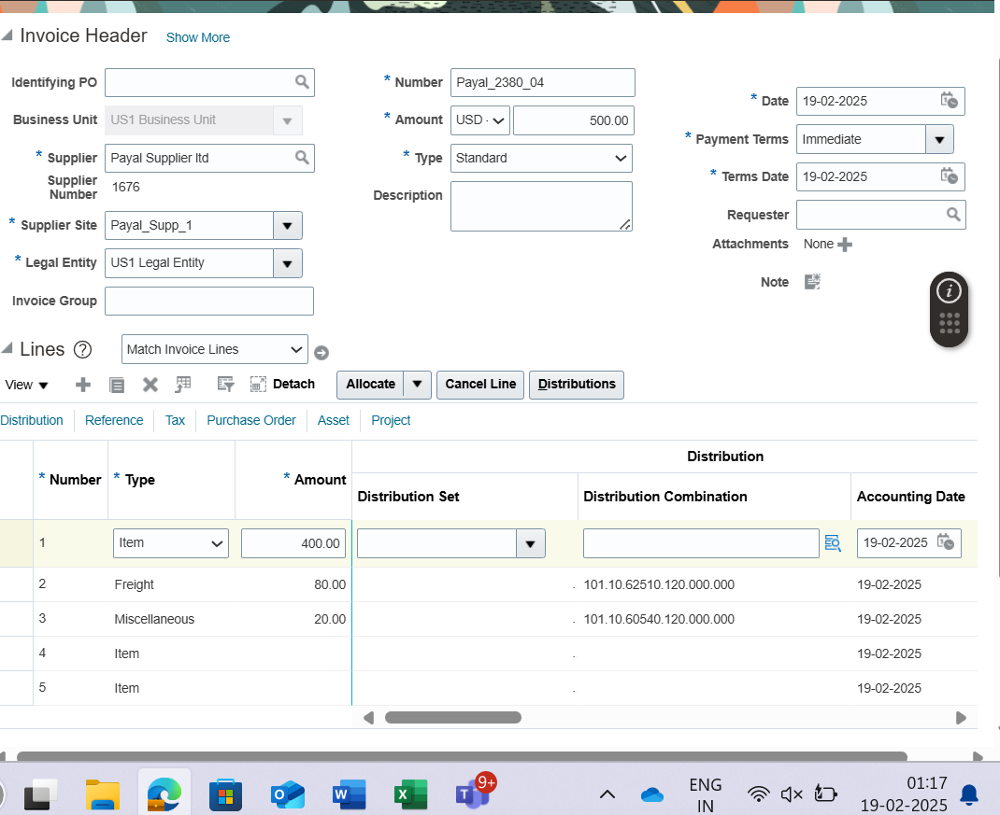 Invoice Header Show More
Identifying PO
Business Unit US1 Business Unit
* Supplier Payal Supplier ltd
Supplier
Number 1676
* Supplier Site Payal_Supp_1
* Legal Entity US1 Legal Entity
Invoice Group
* Number Payal_2380_04
* Amount USD - 500.00
* Type Standard
Description
* Date 19-02-2025
* Payment Terms Immediate
* Terms Date 19-02-2025
Requester
Attachments None
Note
Lines ? Match Invoice Lines
View Detach Allocate Cancel Line Distributions
Distribution Reference Tax Purchase Order Asset Project
Distribution
* Number * Type * Amount Distribution Set Distribution Combination Accounting Date
1 Item 400.00 19-02-2025
2 Freight 80.00 . 101.10.62510.120.000.000 19-02-2025
3 Miscellaneous 20.00 . 101.10.60540.120.000.000 19-02-2025
4 Item . 19-02-2025
5 Item . 19-02-2025
9+
ENG
IN
01:17
19-02-2025